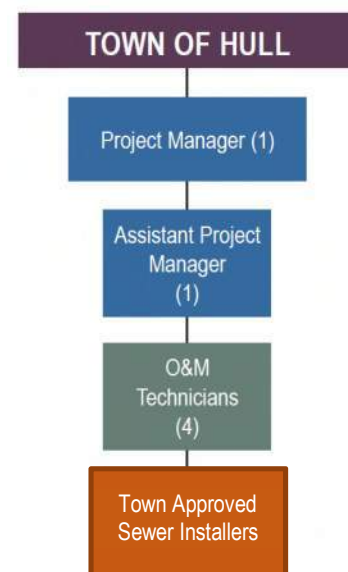 TOWN OF HULL
Project Manager (1)
Assistant Project
Manager
(1)
O&M
Technicians
(4)
Town Approved
Sewer Installers